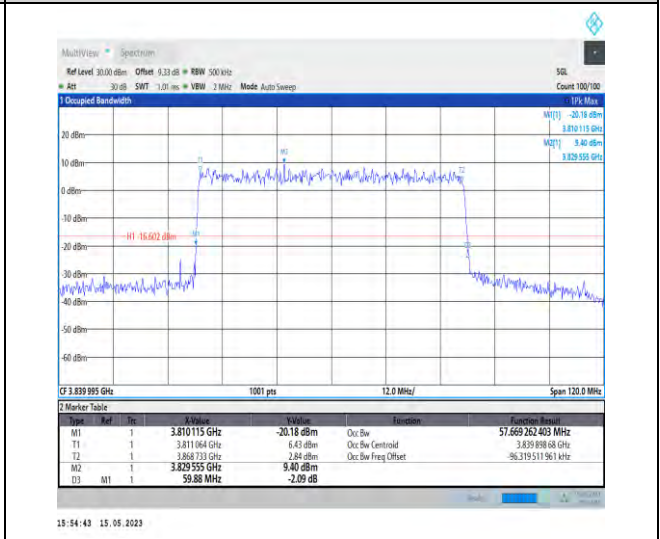 MultiView Spectrum
Ref Level 30.00 dBm Offset 9.33 dB RBW 500 kHz SGL
Att 30 dB SWT 1.01 ms VBW 2 MHz Mode Auto Sweep Count 100/100
1 Occupied Bandwidth 1Pk Max
M1[1] -20.18 dBm
3.810 115 GHz
M2[1] 9.40 dBm
3.829 555 GHz
20 dBm
M2
T1
T2
10 dBm
0 dBm
-10 dBm
H1 -16.602 dBm
M1
-20 dBm
D3
-30 dBm
-40 dBm
-50 dBm
-60 dBm
CF 3.839 995 GHz 1001 pts 12.0 MHz/ Span 120.0 MHz
2 Marker Table
Type Ref Trc X-Value Y-Value Function Function Result
M1 1 3.810 115 GHz -20.18 dBm Occ Bw 57.669 262 403 MHz
T1 1 3.811 064 GHz 6.43 dBm Occ Bw Centroid 3.839 898 68 GHz
T2 1 3.868 733 GHz 2.84 dBm Occ Bw Freq Offset -96.319 511 961 kHz
M2 1 3.829 555 GHz 9.40 dBm
D3 M1 1 59.88 MHz -2.09 dB
15:54:43 15.05.2023